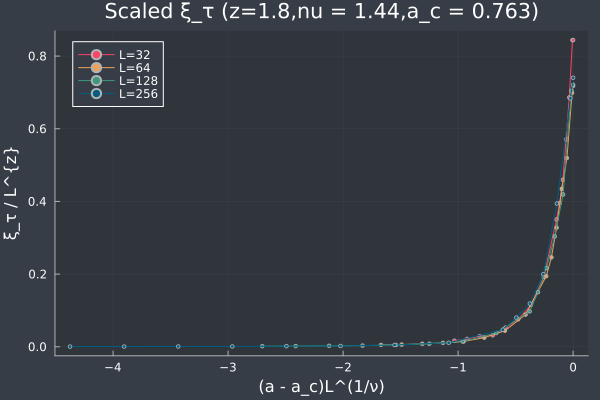 Scaled ξ_τ (z=1.8,nu = 1.44,a_c = 0.763)
L=32
L=64
L=128
L=256
0.8
0.6
0.4
0.2
0.0
ξ_τ / L^{z}
−4
−3
−2
−1
0
(a - a_c)L^(1/ν)